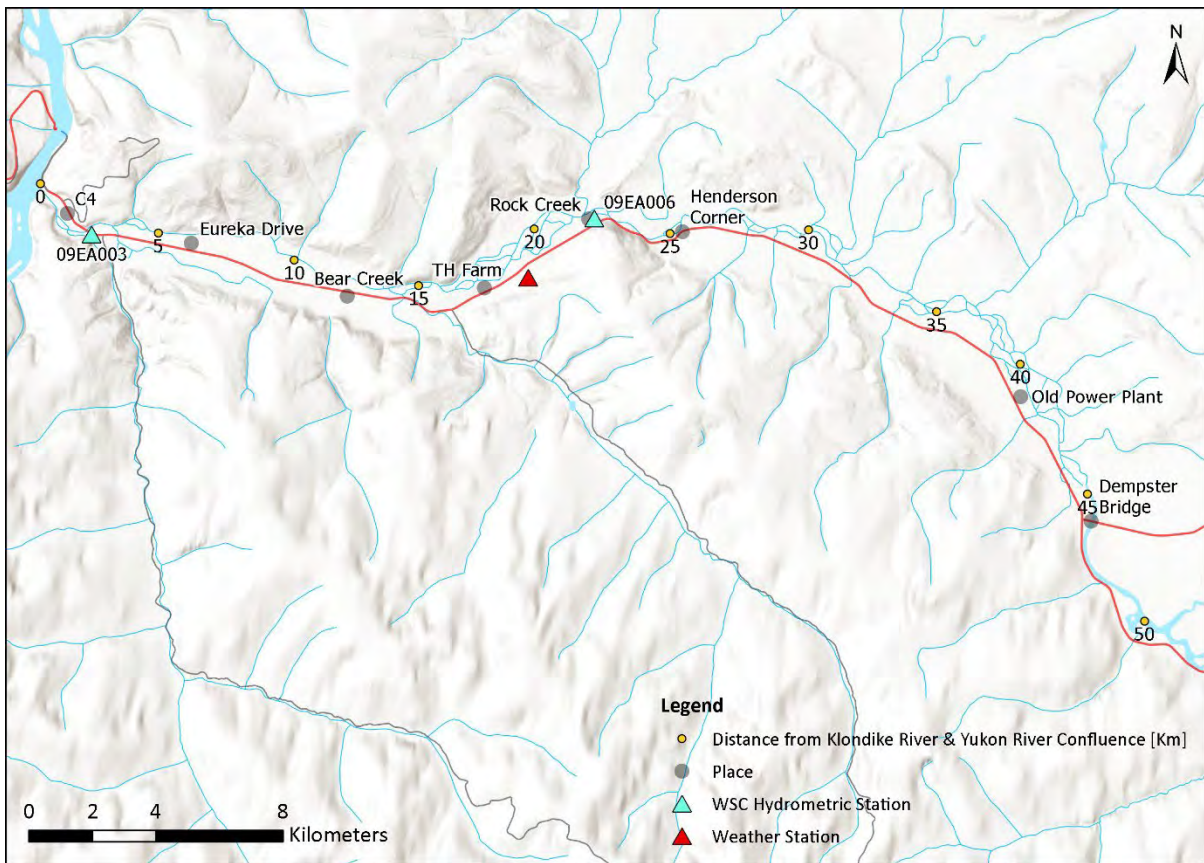 N
0
C4
09EA003
5
Eureka Drive
10
Bear Creek
15
TH Farm
Rock Creek
20
09EA006
25
Henderson
Corner
30
35
40
Old Power Plant
45
Dempster
Bridge
50
Legend
Distance from Klondike River & Yukon River Confluence [Km]
Place
WSC Hydrometric Station
Weather Station
0 2 4 8
Kilometers